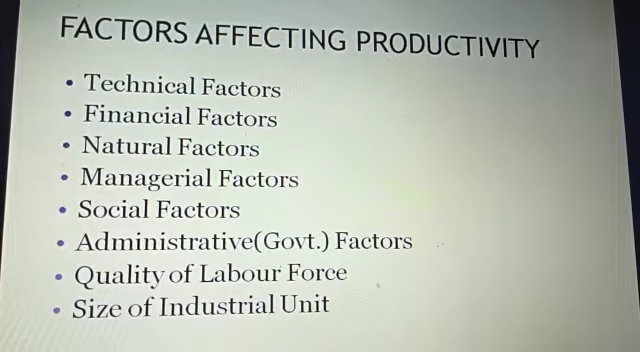 FACTORS AFFECTING PRODUCTIVITY
• Technical Factors
• Financial Factors
• Natural Factors
• Managerial Factors
• Social Factors
• Administrative(Govt.) Factors
• Quality of Labour Force
• Size of Industrial Unit